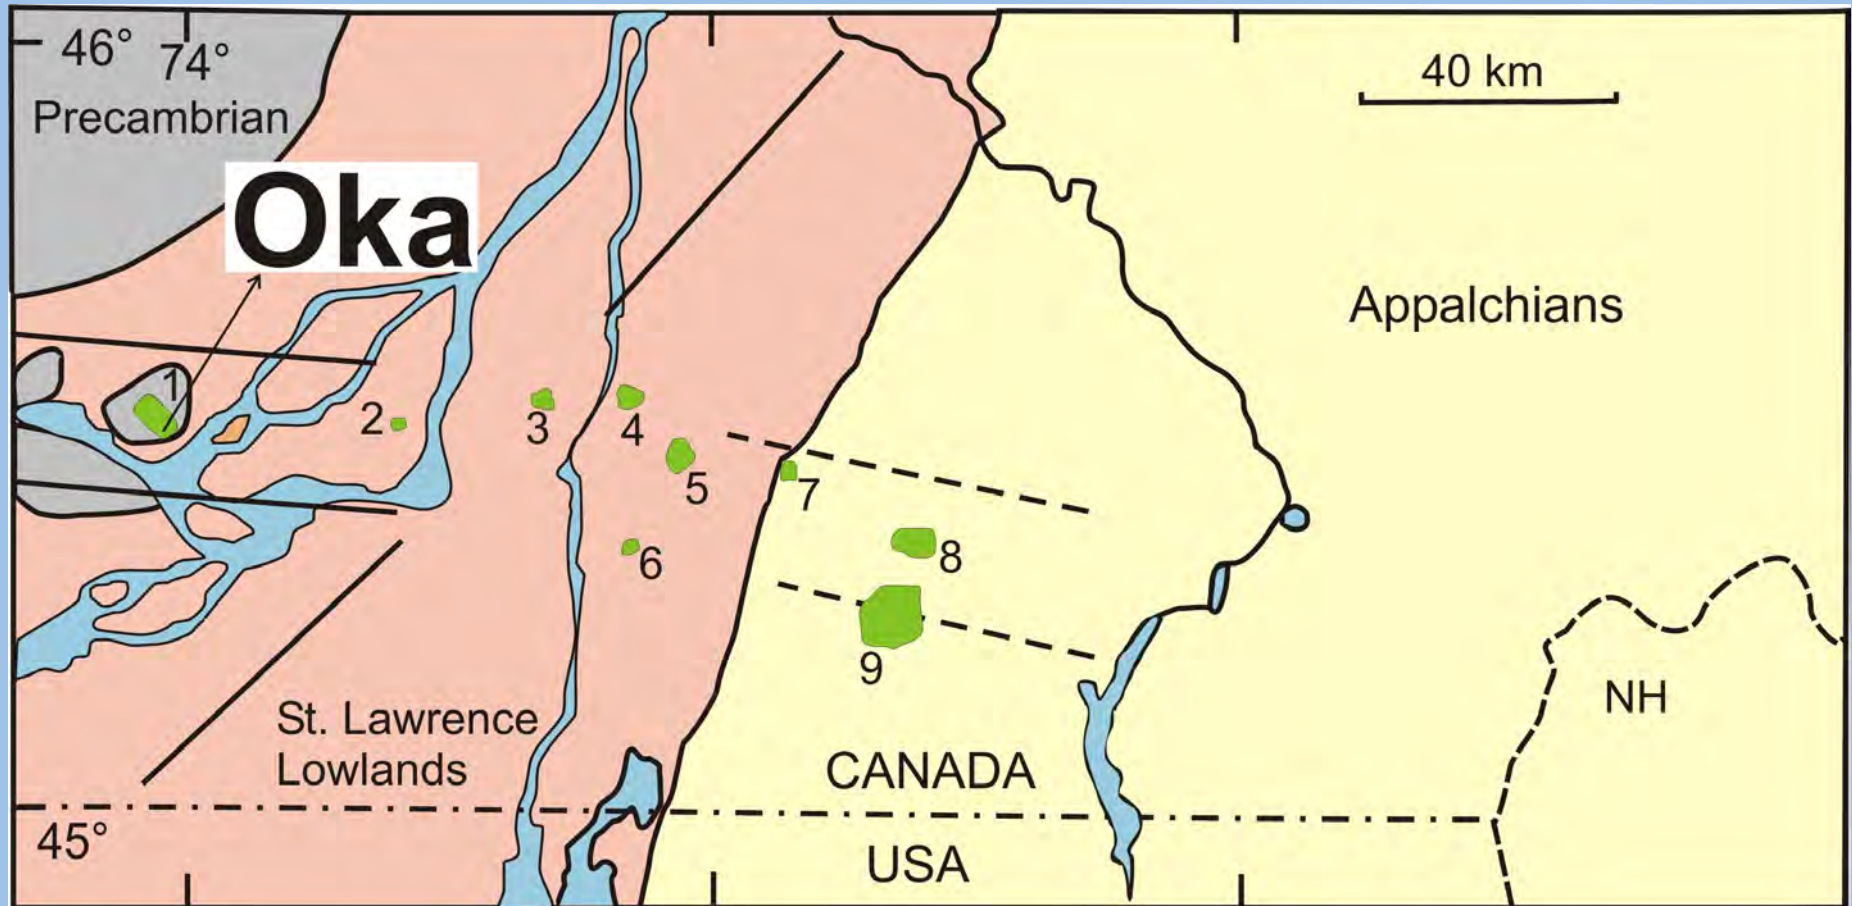 46° 74°
Precambrian
40 km
Oka
Appalchians
1
2
3
4
5
6
7
8
9
St. Lawrence
Lowlands
NH
CANADA
45°
USA